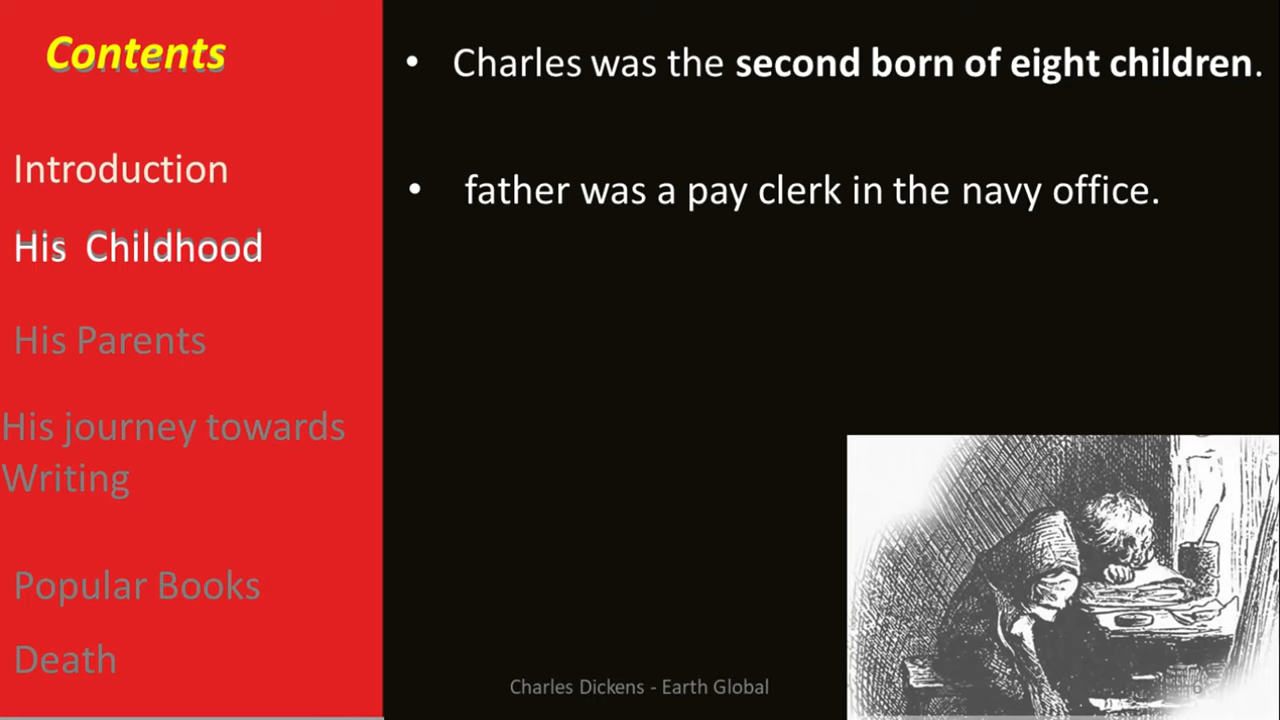 Contents
Introduction
His Childhood
His Parents
His journey towards
Writing
Popular Books
Death
• Charles was the second born of eight children.
• father was a pay clerk in the navy office.
Charles Dickens - Earth Global
6